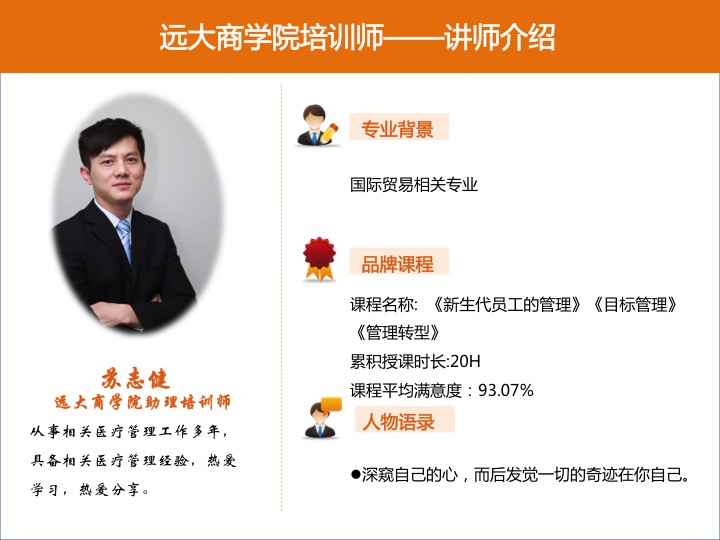 远大商学院培训师——讲师介绍
苏志健
远大商学院助理培训师
从事相关医疗管理工作多年，
具备相关医疗管理经验，热爱
学习，热爱分享。
专业背景
国际贸易相关专业
品牌课程
课程名称: 《新生代员工的管理》《目标管理》
《管理转型》
累积授课时长:20H
课程平均满意度：93.07%
人物语录
●深窥自己的心，而后发觉一切的奇迹在你自己。